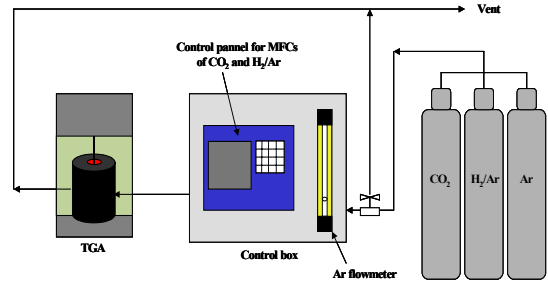 Vent
Control pannel for MFCs
of CO₂ and H₂/Ar
CO₂
H₂/Ar
Ar
TGA
Control box
Ar flowmeter